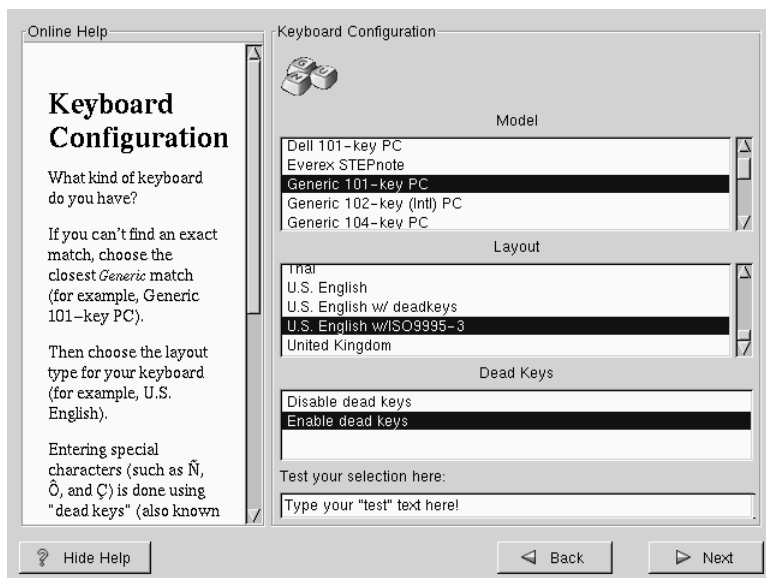 Online Help
Keyboard
Configuration
What kind of keyboard
do you have?
If you can't find an exact
match, choose the
closest Generic match
(for example, Generic
101-key PC).
Then choose the layout
type for your keyboard
(for example, U.S.
English).
Entering special
characters (such as Ñ,
Ô, and Ç) is done using
"dead keys" (also known
Keyboard Configuration
G U N
Model
Dell 101-key PC
Everex STEPnote
Generic 101-key PC
Generic 102-key (Intl) PC
Generic 104-key PC
Layout
Thai
U.S. English
U.S. English w/ deadkeys
U.S. English w/ISO9995-3
United Kingdom
Dead Keys
Disable dead keys
Enable dead keys
Test your selection here:
Type your "test" text here!
? Hide Help
Back
Next